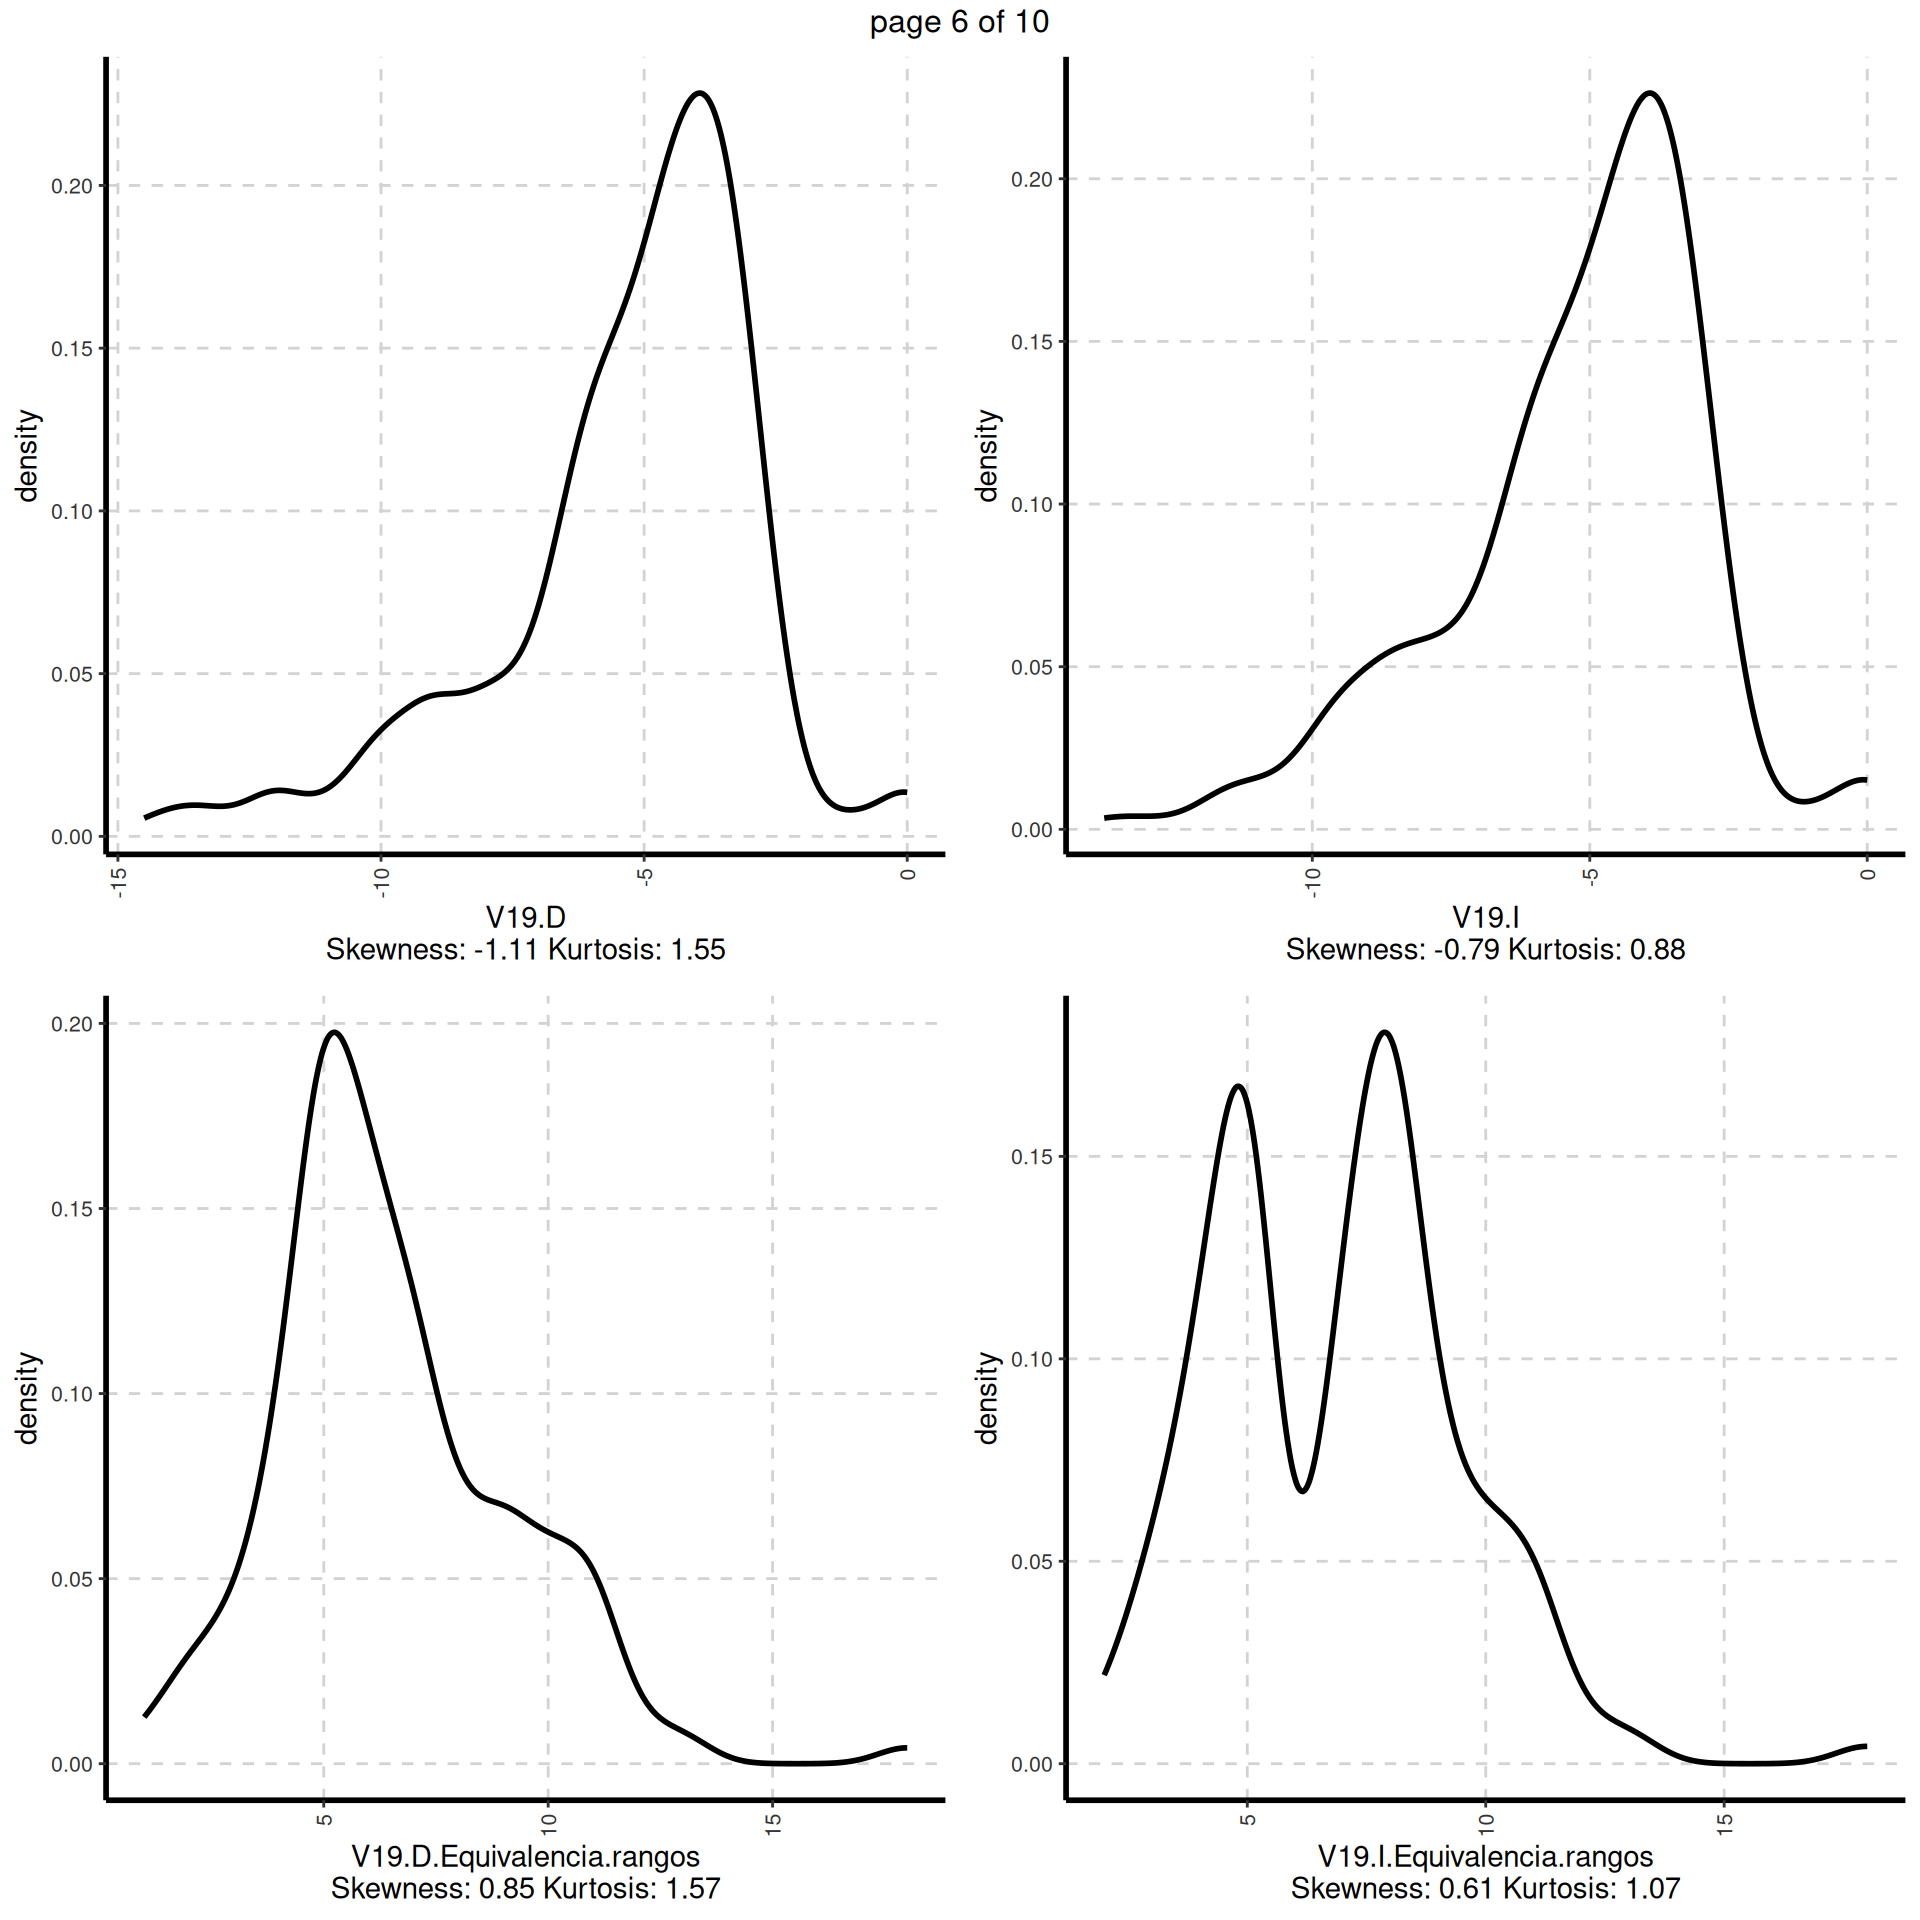 page 6 of 10
density
0.20
0.15
0.10
0.05
0.00
-15
-10
-5
0
V19.D
Skewness: -1.11 Kurtosis: 1.55
density
0.20
0.15
0.10
0.05
0.00
-10
-5
0
V19.I
Skewness: -0.79 Kurtosis: 0.88
density
0.20
0.15
0.10
0.05
0.00
5
10
15
V19.D.Equivalencia.rangos
Skewness: 0.85 Kurtosis: 1.57
density
0.15
0.10
0.05
0.00
5
10
15
V19.I.Equivalencia.rangos
Skewness: 0.61 Kurtosis: 1.07